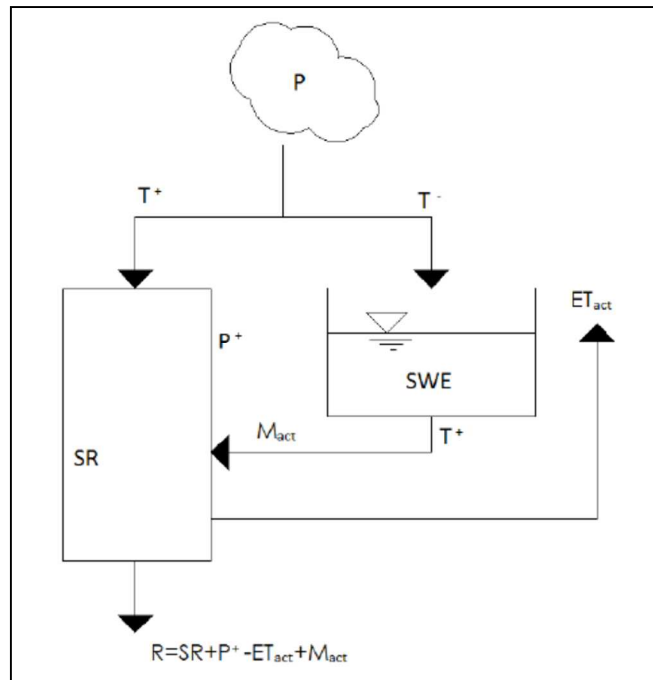 P
T⁺
T⁻
ETₐcₜ
P⁺
SWE
Mₐcₜ
T⁺
SR
R=SR+P⁺-ETₐcₜ+Mₐcₜ